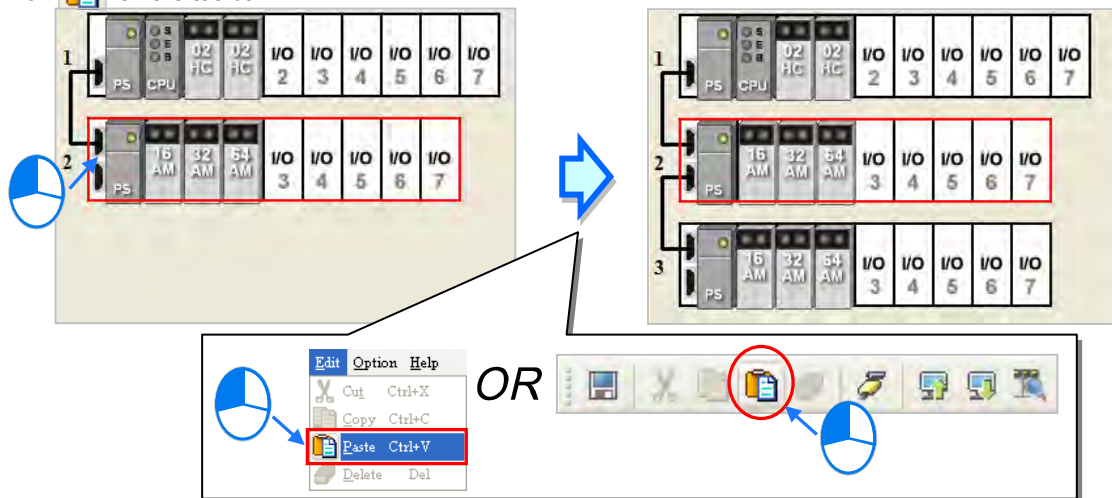 1
PS
S
E
B
CPU
02
HC
02
HC
I/O
2
I/O
3
I/O
4
I/O
5
I/O
6
I/O
7
2
PS
16
AM
32
AM
64
AM
I/O
3
I/O
4
I/O
5
I/O
6
I/O
7
1
PS
S
E
B
CPU
02
HC
02
HC
I/O
2
I/O
3
I/O
4
I/O
5
I/O
6
I/O
7
2
PS
16
AM
32
AM
64
AM
I/O
3
I/O
4
I/O
5
I/O
6
I/O
7
3
PS
16
AM
32
AM
64
AM
I/O
3
I/O
4
I/O
5
I/O
6
I/O
7
Edit Option Help
Cut Ctrl+X
Copy Ctrl+C
Paste Ctrl+V
Delete Del
OR